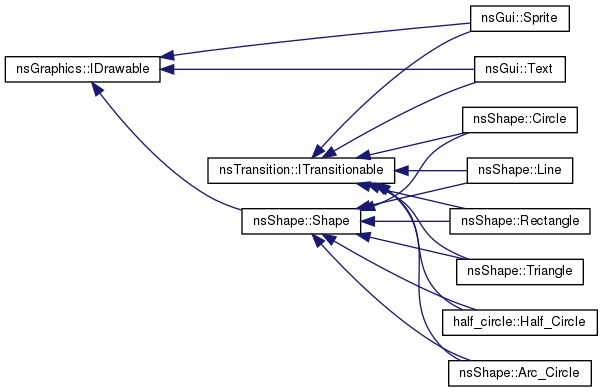 nsGui::Sprite
nsGraphics::IDrawable
nsGui::Text
nsShape::Circle
nsTransition::ITransitionable
nsShape::Line
nsShape::Shape
nsShape::Rectangle
nsShape::Triangle
half_circle::Half_Circle
nsShape::Arc_Circle